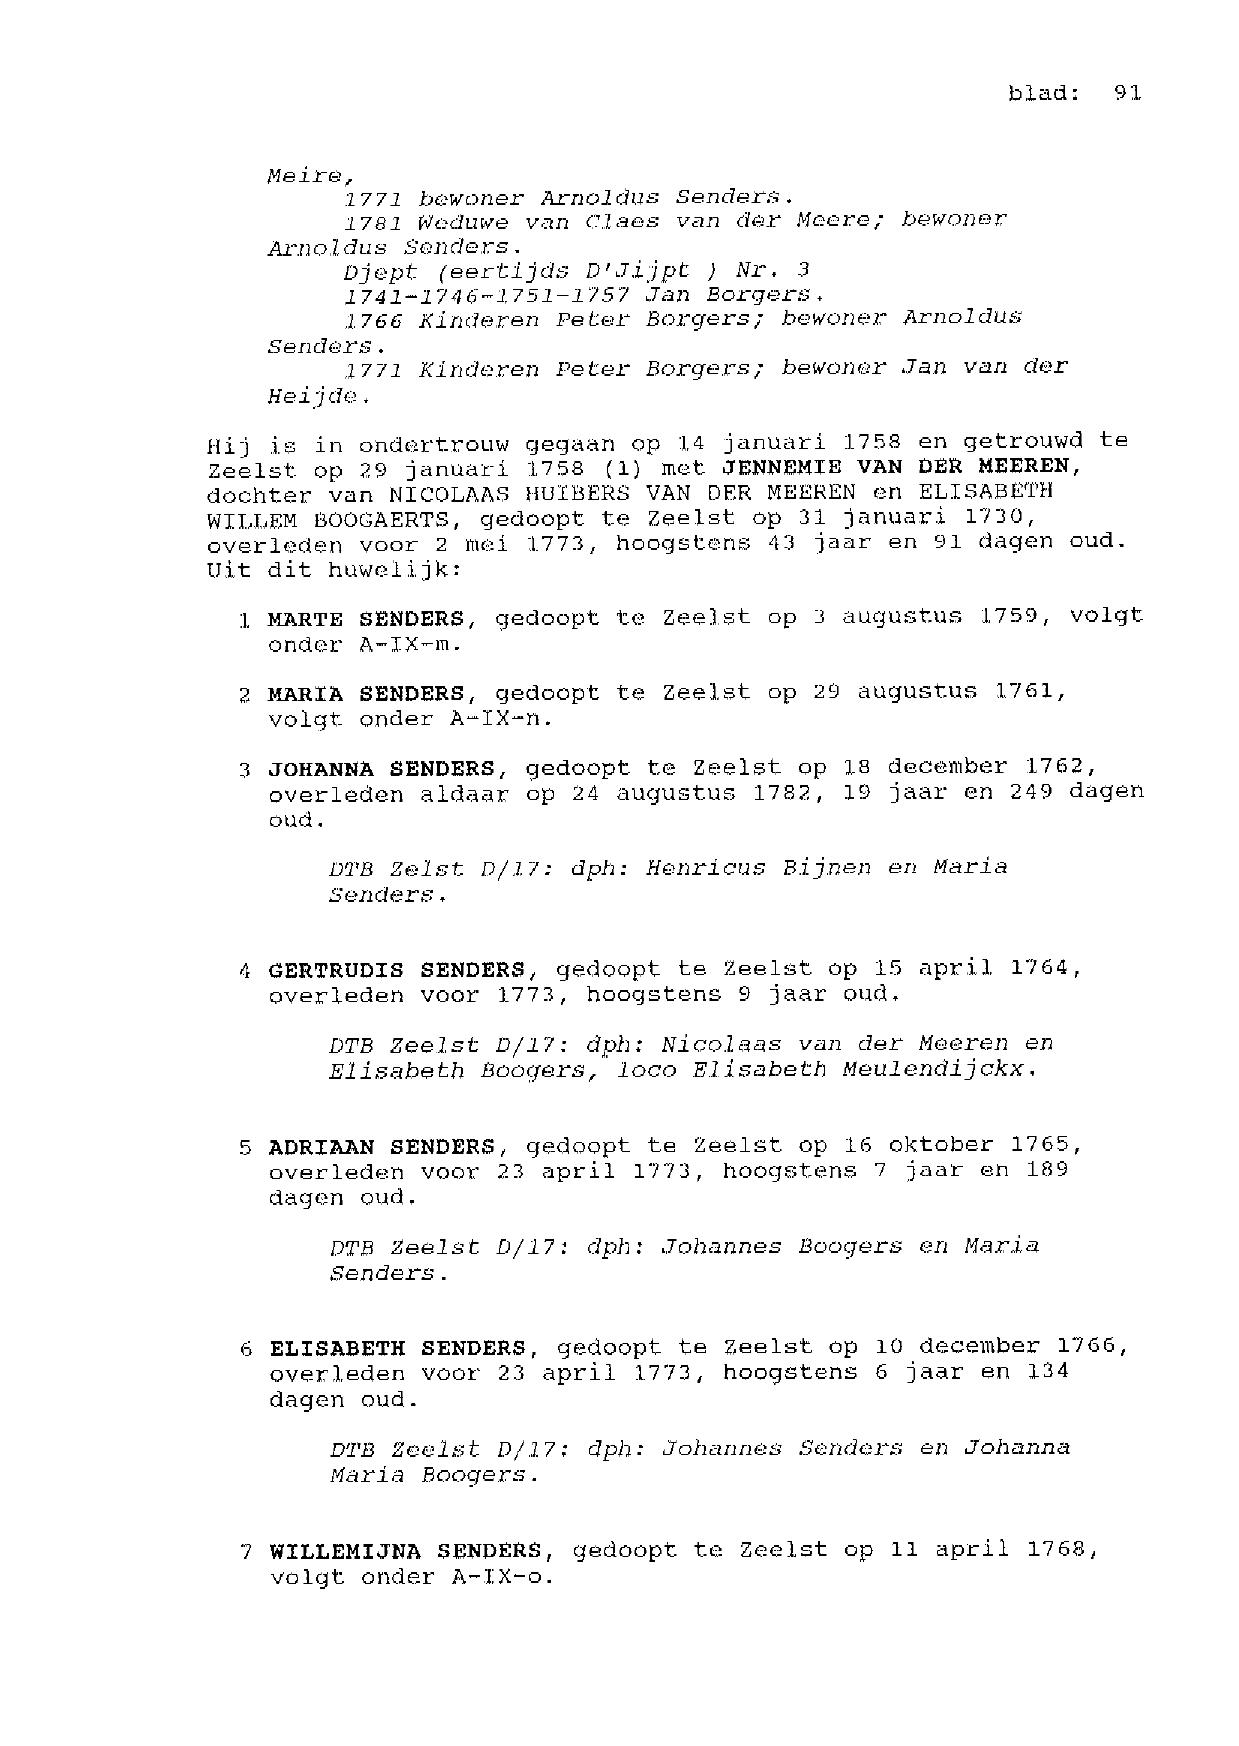 blad: 91
Meire,
1771 bewoner Arnoldus Senders.
1781 Weduwe van Claes van der Meere; bewoner
Arnoldus Senders.
Djept (eertijds D'Jijpt ) Nr. 3
1741-1746-1751-1757 Jan Borgers.
1766 Kinderen Peter Borgers; bewoner Arnoldus
Senders.
1771 Kinderen Peter Borgers; bewoner Jan van der
Heijde.
Hij is in ondertrouw gegaan op 14 januari 1758 en getrouwd te
Zeelst op 29 januari 1758 (1) met JENNEMIE VAN DER MEEREN,
dochter van NICOLAAS HUIBERS VAN DER MEEREN en ELISABETH
WILLEM BOOGAERTS, gedoopt te Zeelst op 31 januari 1730,
overleden voor 2 mei 1773, hoogstens 43 jaar en 91 dagen oud.
Uit dit huwelijk:
1 MARTE SENDERS, gedoopt te Zeelst op 3 augustus 1759, volgt
onder A-IX-m.
2 MARIA SENDERS, gedoopt te Zeelst op 29 augustus 1761,
volgt onder A-IX-n.
3 JOHANNA SENDERS, gedoopt te Zeelst op 18 december 1762,
overleden aldaar op 24 augustus 1782, 19 jaar en 249 dagen
oud.
DTB Zelst D/17: dph: Henricus Bijnen en Maria
Senders.
4 GERTRUDIS SENDERS, gedoopt te Zeelst op 15 april 1764,
overleden voor 1773, hoogstens 9 jaar oud.
DTB Zeelst D/17: dph: Nicolaas van der Meeren en
Elisabeth Boogers, loco Elisabeth Meulendijckx.
5 ADRIAAN SENDERS, gedoopt te Zeelst op 16 oktober 1765,
overleden voor 23 april 1773, hoogstens 7 jaar en 189
dagen oud.
DTB Zeelst D/17: dph: Johannes Boogers en Maria
Senders.
6 ELISABETH SENDERS, gedoopt te Zeelst op 10 december 1766,
overleden voor 23 april 1773, hoogstens 6 jaar en 134
dagen oud.
DTB Zeelst D/17: dph: Johannes Senders en Johanna
Maria Boogers.
7 WILLEMIJNA SENDERS, gedoopt te Zeelst op 11 april 1768,
volgt onder A-IX-o.